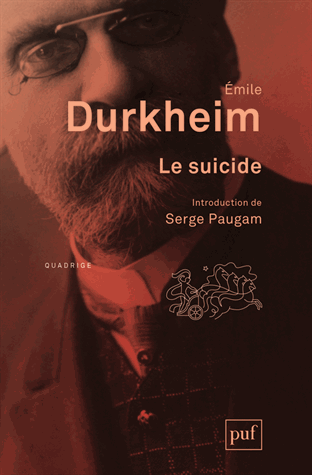 Émile
Durkheim
Le suicide
Introduction de
Serge Paugam
QUADRIGE
puf